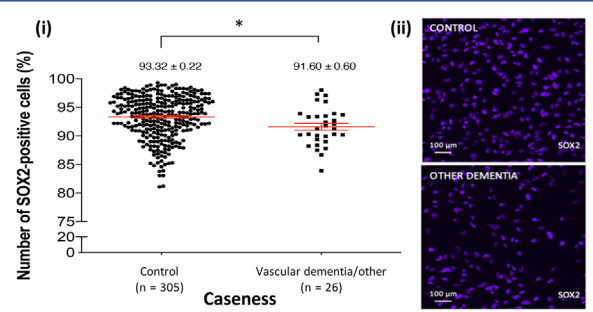 (i)
*
93.32 ± 0.22
91.60 ± 0.60
Number of SOX2-positive cells (%)
100
95
90
85
80
75
20
0
Control
(n = 305)
Vascular dementia/other
(n = 26)
Caseness
(ii)
CONTROL
100 μm
SOX2
OTHER DEMENTIA
100 μm
SOX2